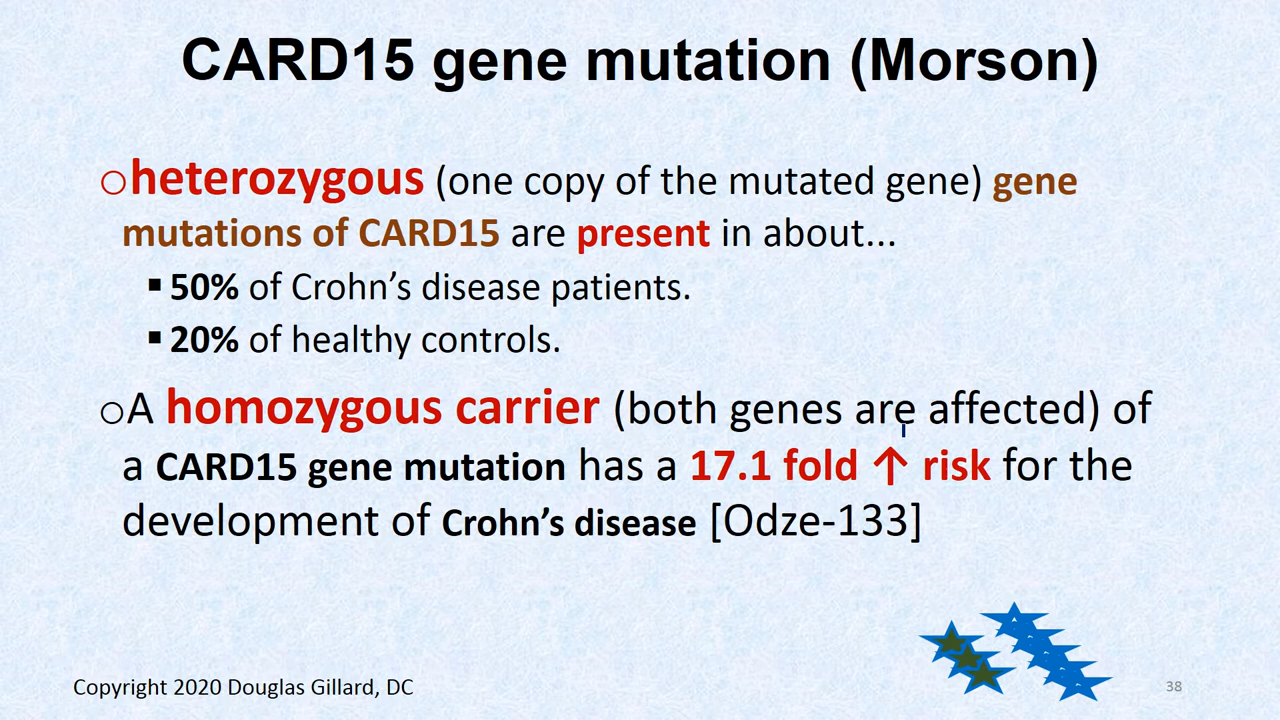 CARD15 gene mutation (Morson)
oheterozygous (one copy of the mutated gene) gene
mutations of CARD15 are present in about...
▪ 50% of Crohn’s disease patients.
▪ 20% of healthy controls.
oA homozygous carrier (both genes are affected) of
a CARD15 gene mutation has a 17.1 fold ↑ risk for the
development of Crohn’s disease [Odze-133]
Copyright 2020 Douglas Gillard, DC
38